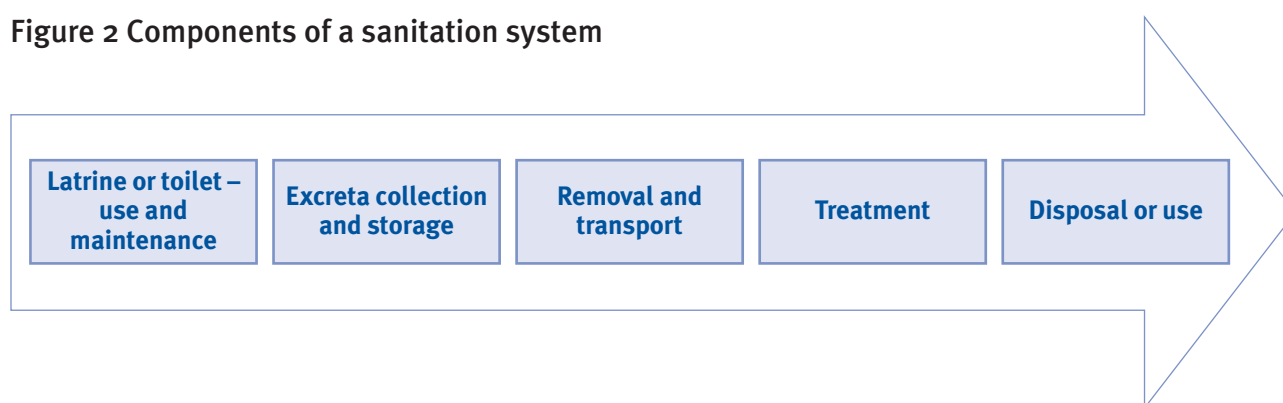 Figure 2 Components of a sanitation system
Latrine or toilet –
use and
maintenance
Excreta collection
and storage
Removal and
transport
Treatment
Disposal or use